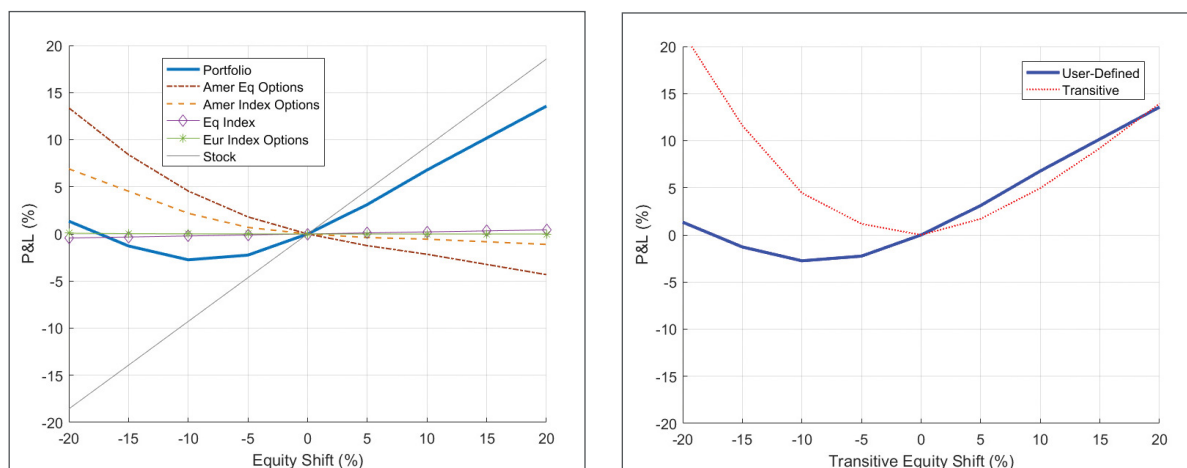 20
15
10
5
0
-5
-10
-15
-20
P&L (%)
Portfolio
Amer Eq Options
Amer Index Options
Eq Index
Eur Index Options
Stock
-20 -15 -10 -5 0 5 10 15 20
Equity Shift (%)
20
15
10
5
0
-5
-10
-15
-20
P&L (%)
User-Defined
Transitive
-20 -15 -10 -5 0 5 10 15 20
Transitive Equity Shift (%)